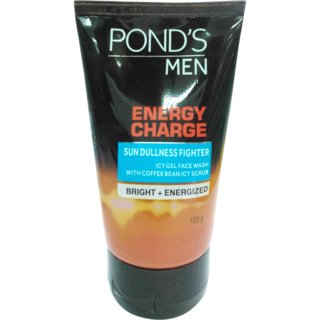 POND'S
MEN
ENERGY
CHARGE
SUN DULLNESS FIGHTER
ICY GEL FACE WASH
WITH COFFEE BEAN ICY SCRUB
BRIGHT + ENERGIZED
100 g